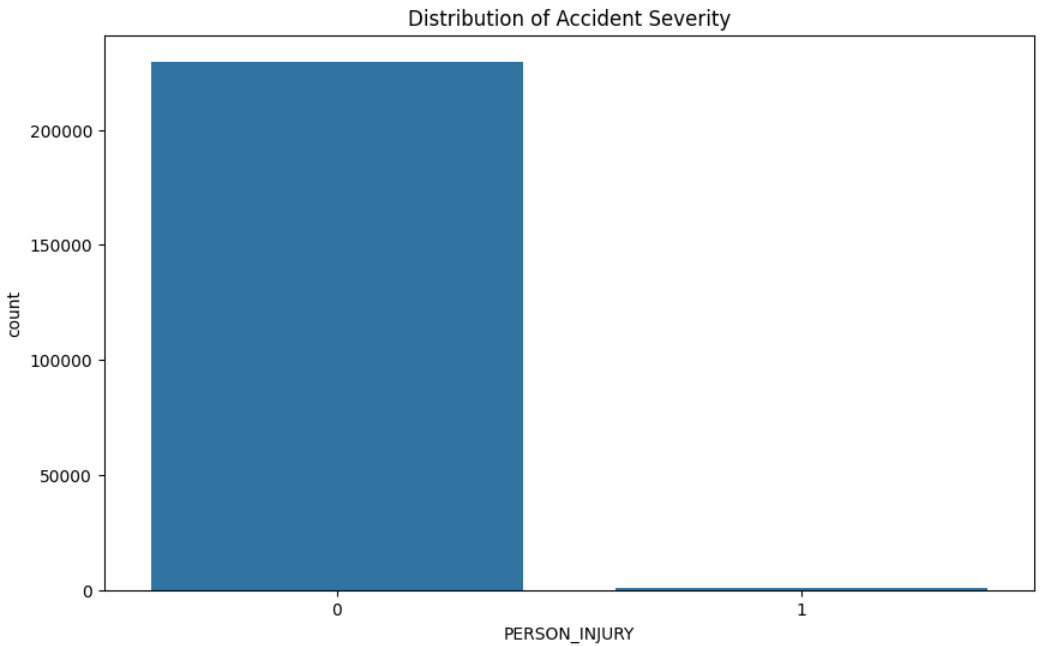 Distribution of Accident Severity
200000
150000
100000
50000
0
count
0 1
PERSON_INJURY